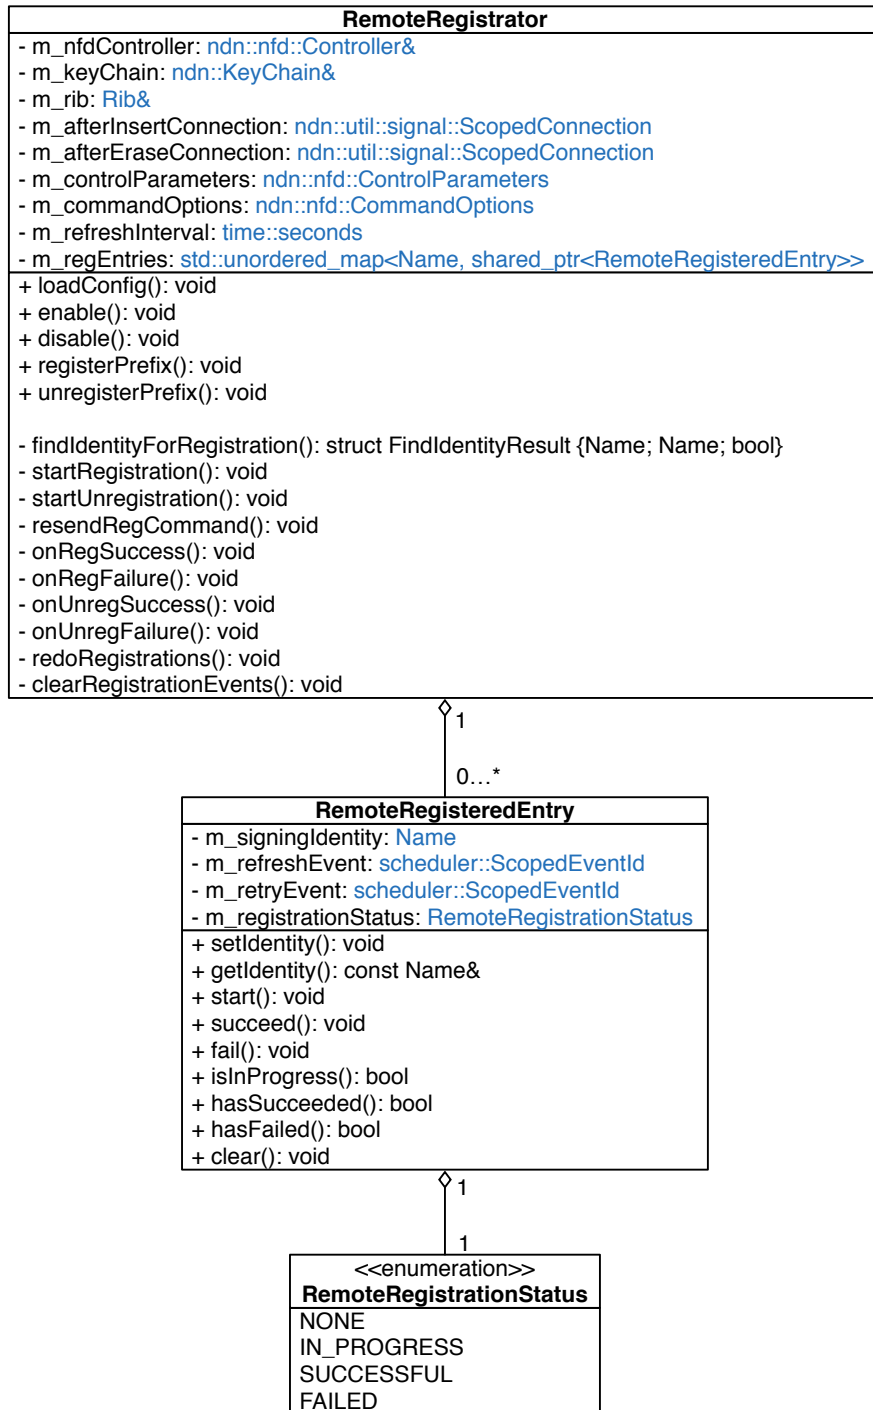 RemoteRegistrator
- m_nfdController: ndn::nfd::Controller&
- m_keyChain: ndn::KeyChain&
- m_rib: Rib&
- m_afterInsertConnection: ndn::util::signal::ScopedConnection
- m_afterEraseConnection: ndn::util::signal::ScopedConnection
- m_controlParameters: ndn::nfd::ControlParameters
- m_commandOptions: ndn::nfd::CommandOptions
- m_refreshInterval: time::seconds
- m_regEntries: std::unordered_map<Name, shared_ptr<RemoteRegisteredEntry>>
+ loadConfig(): void
+ enable(): void
+ disable(): void
+ registerPrefix(): void
+ unregisterPrefix(): void
- findIdentityForRegistration(): struct FindIdentityResult {Name; Name; bool}
- startRegistration(): void
- startUnregistration(): void
- resendRegCommand(): void
- onRegSuccess(): void
- onRegFailure(): void
- onUnregSuccess(): void
- onUnregFailure(): void
- redoRegistrations(): void
- clearRegistrationEvents(): void
1
0…*
RemoteRegisteredEntry
- m_signingIdentity: Name
- m_refreshEvent: scheduler::ScopedEventId
- m_retryEvent: scheduler::ScopedEventId
- m_registrationStatus: RemoteRegistrationStatus
+ setIdentity(): void
+ getIdentity(): const Name&
+ start(): void
+ succeed(): void
+ fail(): void
+ isInProgress(): bool
+ hasSucceeded(): bool
+ hasFailed(): bool
+ clear(): void
1
1
<<enumeration>>
RemoteRegistrationStatus
NONE
IN_PROGRESS
SUCCESSFUL
FAILED